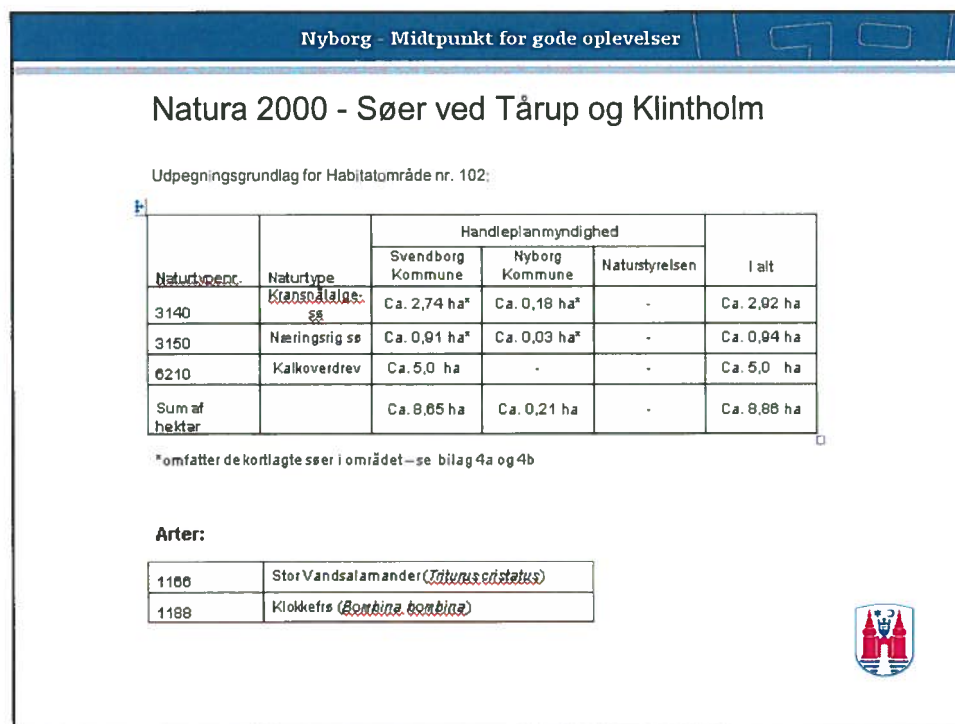 Nyborg - Midtpunkt for gode oplevelser
Natura 2000 - Søer ved Tårup og Klintholm
Udpegningsgrundlag for Habitatområde nr. 102:
Handleplanmyndighed
Naturtypenr. Naturtype Svendborg Kommune Nyborg Kommune Naturstyrelsen I alt
3140 Kransnålalge-sø Ca. 2,74 ha* Ca. 0,18 ha* - Ca. 2,92 ha
3150 Næringsrig sø Ca. 0,91 ha* Ca. 0,03 ha* - Ca. 0,94 ha
6210 Kalkoverdrev Ca. 5,0 ha - - Ca. 5,0 ha
Sum af hektar Ca. 8,65 ha Ca. 0,21 ha - Ca. 8,86 ha
*omfatter de kortlagte søer i området – se bilag 4a og 4b
Arter:
1166 Stor Vandsalamander (Triturus cristatus)
1188 Klokkefrø (Bombina bombina)